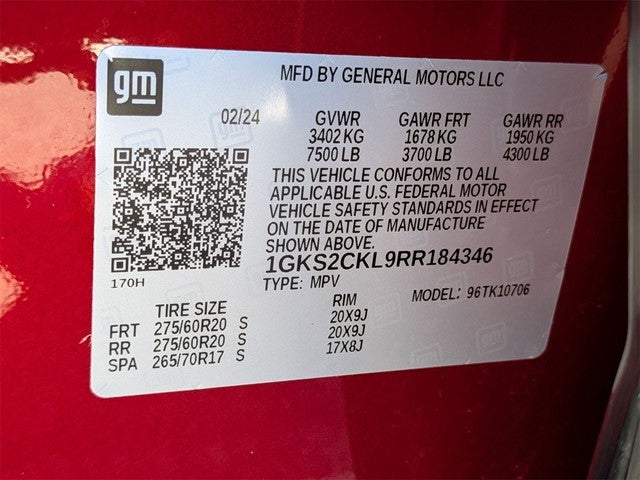 gm
MFD BY GENERAL MOTORS LLC
02/24 GVWR GAWR FRT GAWR RR
3402 KG 1678 KG 1950 KG
7500 LB 3700 LB 4300 LB
THIS VEHICLE CONFORMS TO ALL
APPLICABLE U.S. FEDERAL MOTOR
VEHICLE SAFETY STANDARDS IN EFFECT
ON THE DATE OF MANUFACTURE
SHOWN ABOVE.
170H
1GKS2CKL9RR184346
TYPE: MPV MODEL: 96TK10706
TIRE SIZE RIM
FRT 275/60R20 S 20X9J
RR 275/60R20 S 20X9J
SPA 265/70R17 S 17X8J